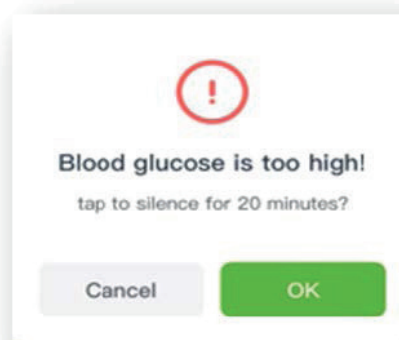 !
Blood glucose is too high!
tap to silence for 20 minutes?
Cancel
OK